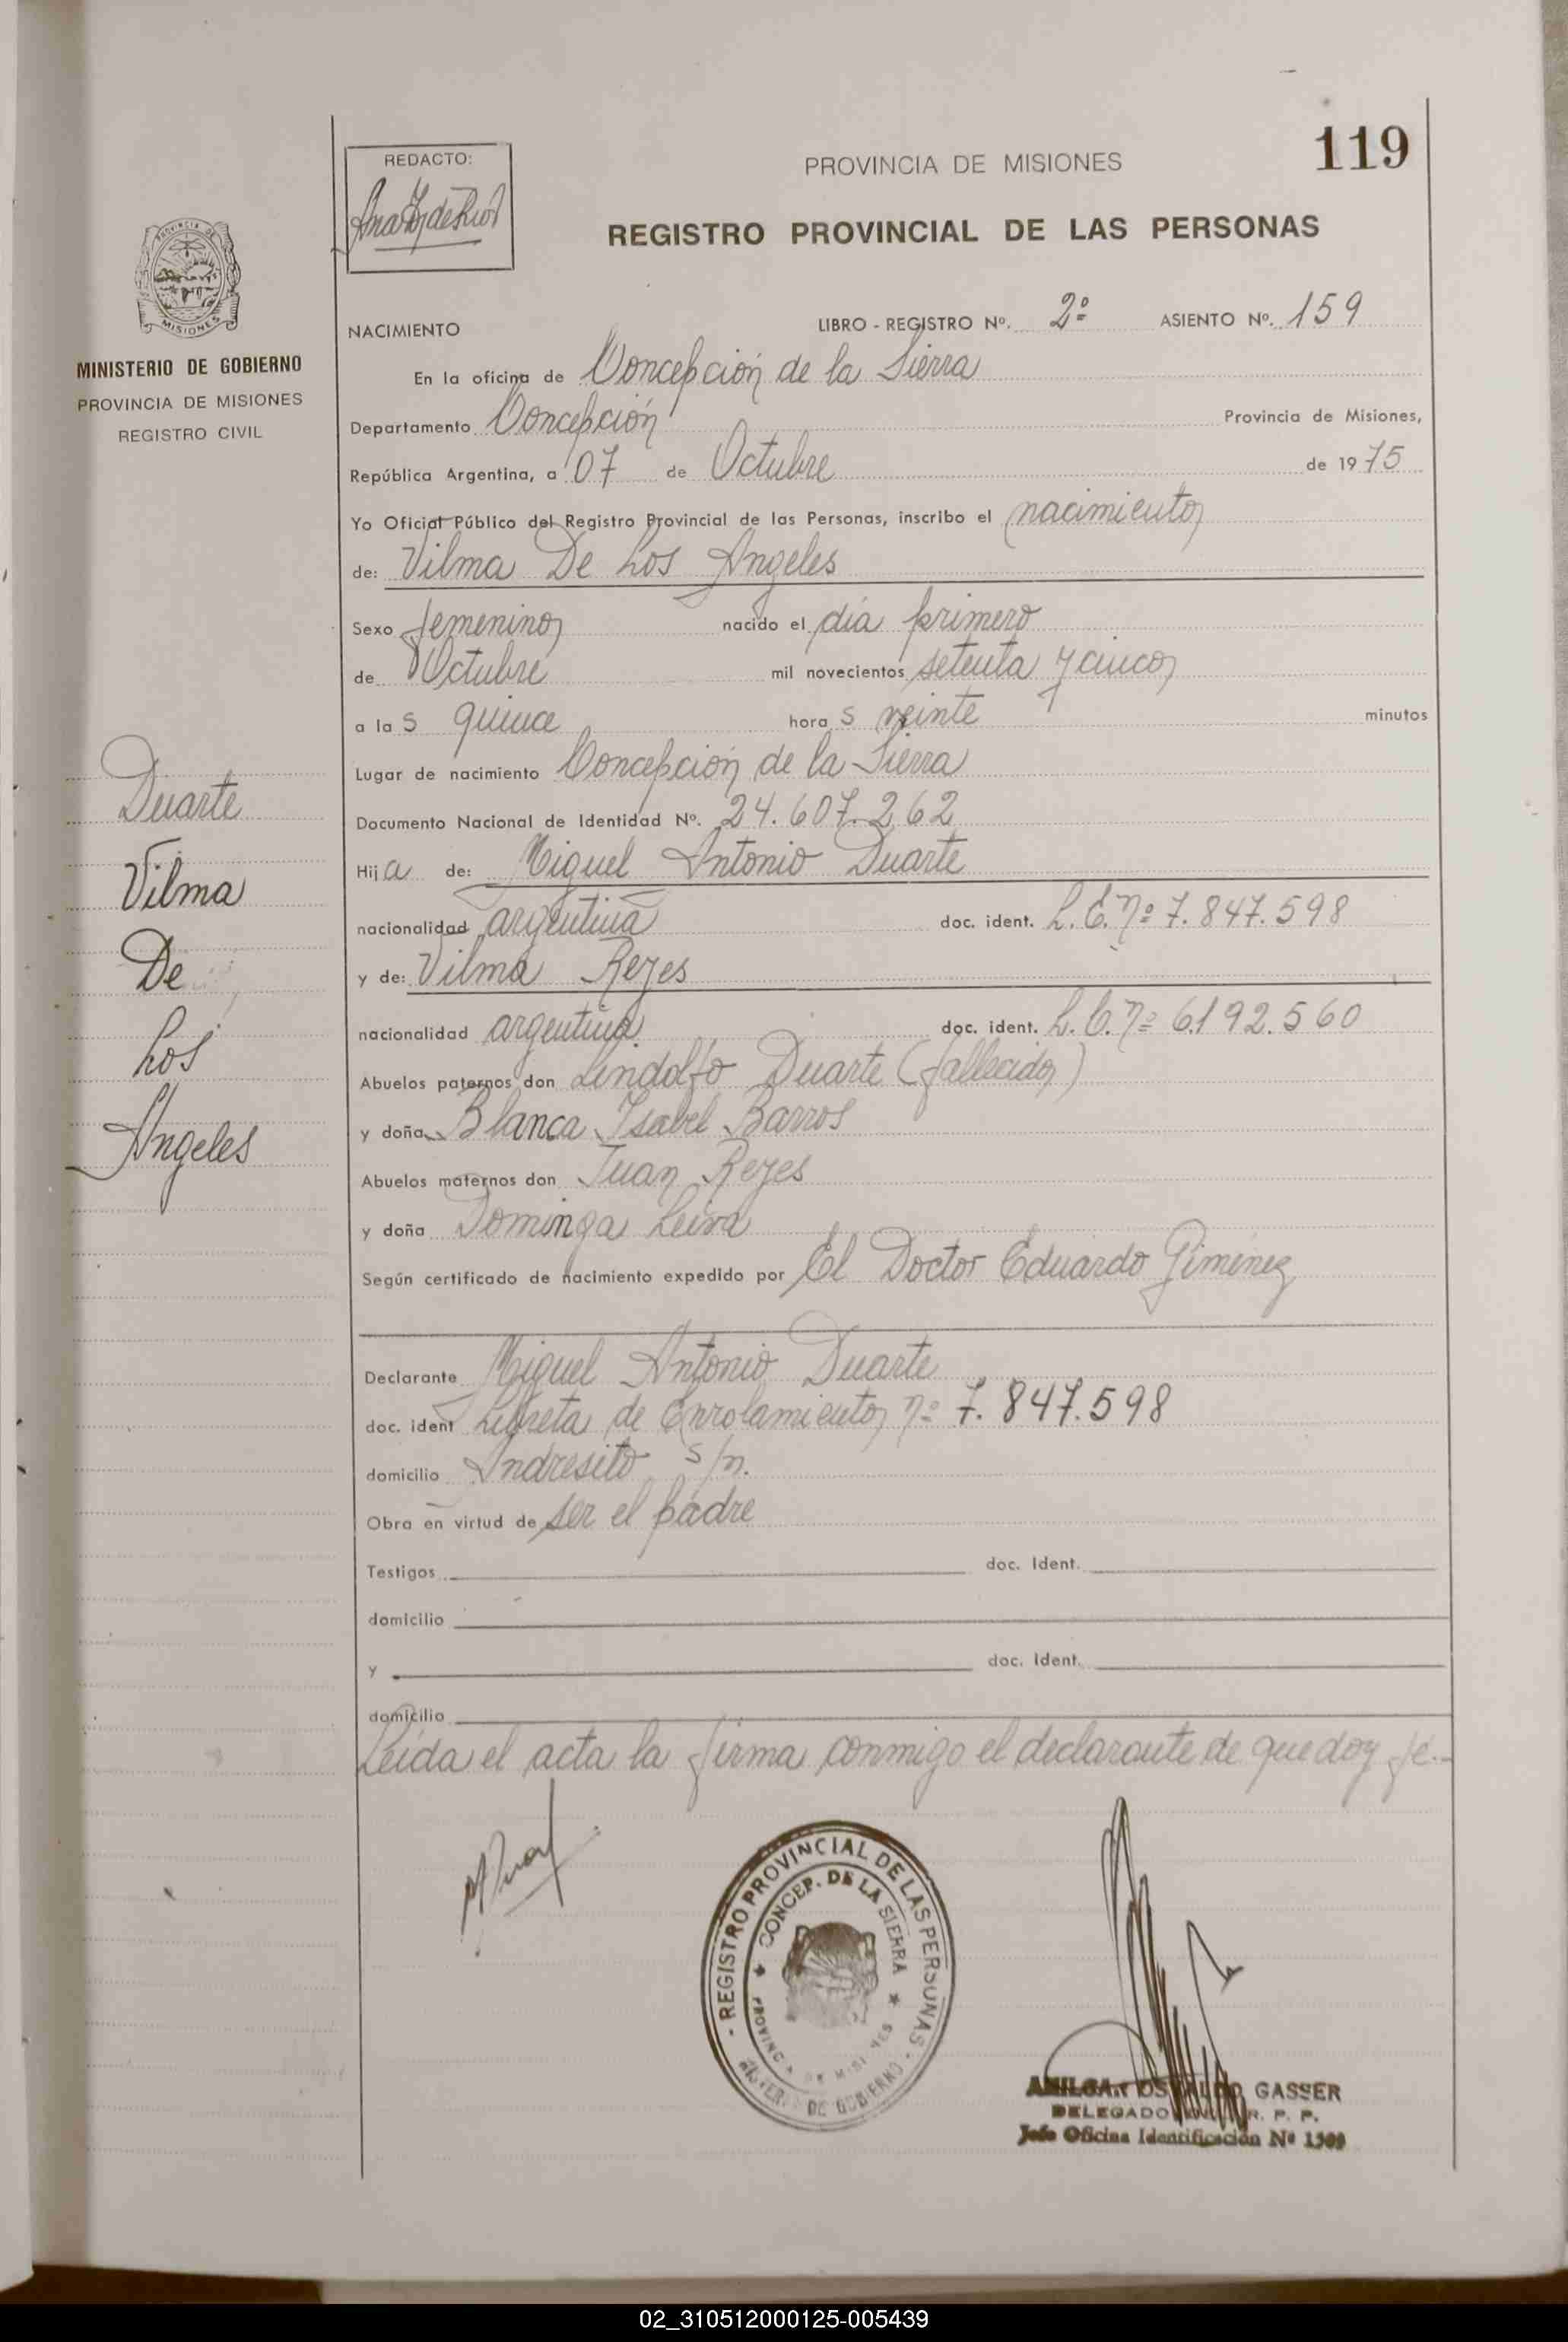 119
REDACTO:
PROVINCIA DE MISIONES
REGISTRO PROVINCIAL DE LAS PERSONAS
PROVINCIA DE
MISIONES
MINISTERIO DE GOBIERNO
PROVINCIA DE MISIONES
REGISTRO CIVIL
Duarte
Vilma
De
Los
Angeles
NACIMIENTO LIBRO - REGISTRO Nº. 2º ASIENTO Nº. 159
En la oficina de Concepción de la Sierra
Departamento Concepción Provincia de Misiones,
República Argentina, a 07 de Octubre de 1975
Yo Oficial Público del Registro Provincial de las Personas, inscribo el nacimiento
de: Vilma De Los Angeles
Sexo femenino nacido el día primero
de Octubre mil novecientos setenta y cinco
a la s quince hora s veinte minutos
Lugar de nacimiento Concepción de la Sierra
Documento Nacional de Identidad Nº. 24.607.262
Hija de: Miguel Antonio Duarte
nacionalidad argentina doc. ident. L.E. nº 7.847.598
y de: Vilma Reyes
nacionalidad argentina doc. ident. L.C. nº 6.192.560
Abuelos paternos don Lindolfo Duarte (fallecido)
y doña Blanca Isabel Barros
Abuelos maternos don Juan Reyes
y doña Dominga Leiva
Según certificado de nacimiento expedido por El Doctor Eduardo Giménez
Declarante Miguel Antonio Duarte
doc. ident Libreta de Enrolamiento nº 7.847.598
domicilio Andresito s/n.
Obra en virtud de ser el padre
Testigos doc. Ident.
domicilio
y doc. Ident.
domicilio
Leída el acta la firma conmigo el declarante de que doy fé.-
REGISTRO PROVINCIAL DE LAS PERSONAS
CONCEP. DE LA SIERRA
PROVINCIA DE MISIONES
DE GOBIERNO
GASSER
DELEGADO R. P. P.
Jefe Oficina Identificación Nº 1309
02_310512000125-005439